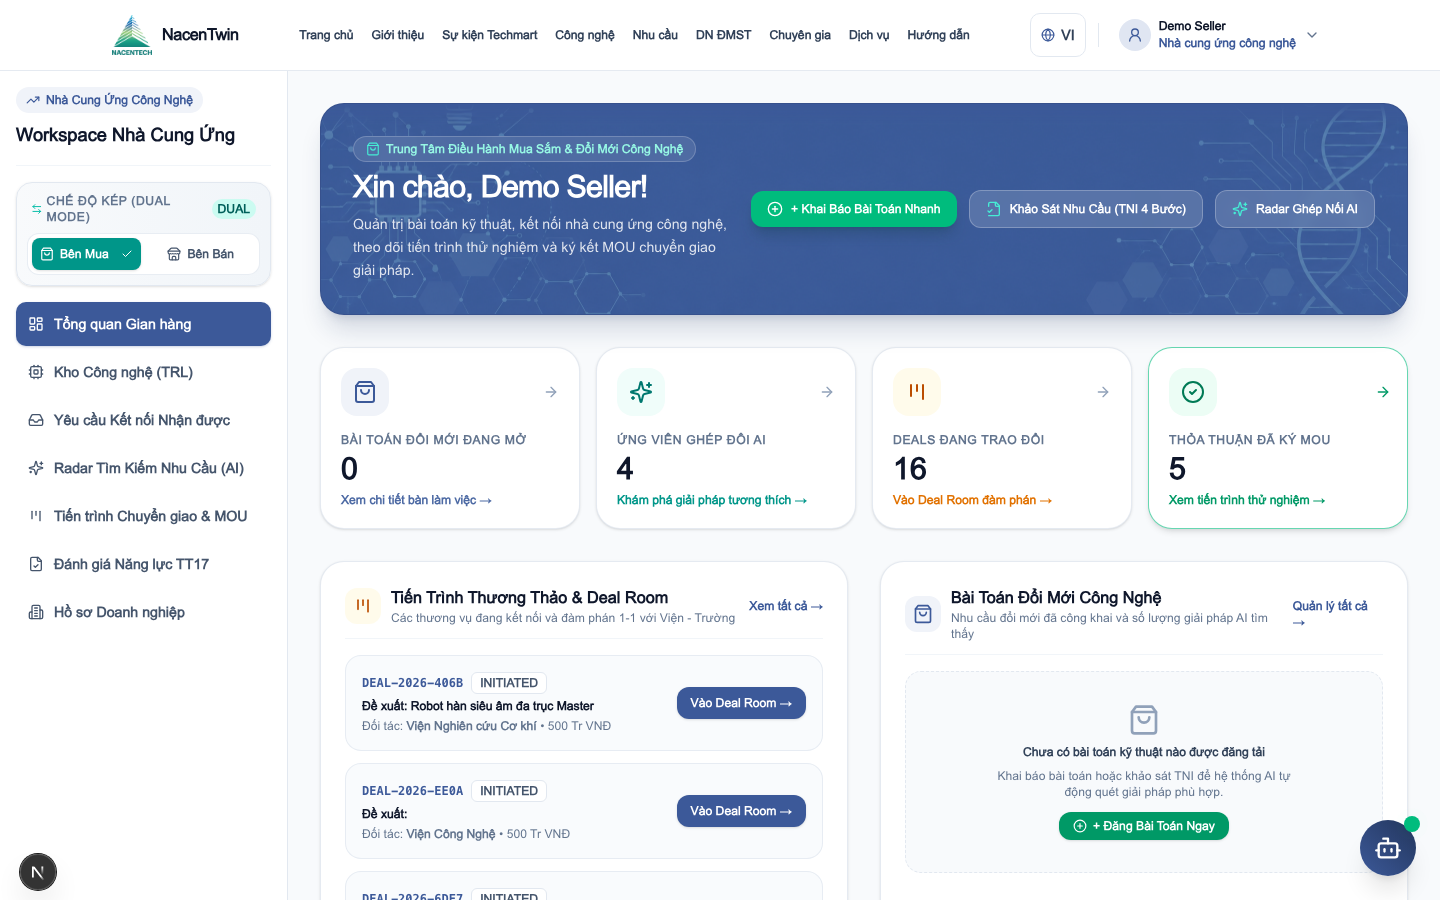 NACENTECH
NacenTwin
Trang chủ
Giới thiệu
Sự kiện Techmart
Công nghệ
Nhu cầu
DN ĐMST
Chuyên gia
Dịch vụ
Hướng dẫn
VI
Demo Seller
Nhà cung ứng công nghệ
Nhà Cung Ứng Công Nghệ
Workspace Nhà Cung Ứng
CHẾ ĐỘ KÉP (DUAL
MODE)
DUAL
Bên Mua
Bên Bán
Tổng quan Gian hàng
Kho Công nghệ (TRL)
Yêu cầu Kết nối Nhận được
Radar Tìm Kiếm Nhu Cầu (AI)
Tiến trình Chuyển giao & MOU
Đánh giá Năng lực TT17
Hồ sơ Doanh nghiệp
N
Trung Tâm Điều Hành Mua Sắm & Đổi Mới Công Nghệ
Xin chào, Demo Seller!
Quản trị bài toán kỹ thuật, kết nối nhà cung ứng công nghệ,
theo dõi tiến trình thử nghiệm và ký kết MOU chuyển giao
giải pháp.
+ Khai Báo Bài Toán Nhanh
Khảo Sát Nhu Cầu (TNI 4 Bước)
Radar Ghép Nối AI
BÀI TOÁN ĐỔI MỚI ĐANG MỞ
0
Xem chi tiết bàn làm việc →
ỨNG VIÊN GHÉP ĐÔI AI
4
Khám phá giải pháp tương thích →
DEALS ĐANG TRAO ĐỔI
16
Vào Deal Room đàm phán →
THỎA THUẬN ĐÃ KÝ MOU
5
Xem tiến trình thử nghiệm →
Tiến Trình Thương Thảo & Deal Room
Các thương vụ đang kết nối và đàm phán 1-1 với Viện - Trường
Xem tất cả →
DEAL-2026-406B INITIATED
Đề xuất: Robot hàn siêu âm đa trục Master
Đối tác: Viện Nghiên cứu Cơ khí • 500 Tr VNĐ
Vào Deal Room →
DEAL-2026-EE0A INITIATED
Đề xuất:
Đối tác: Viện Công Nghệ • 500 Tr VNĐ
Vào Deal Room →
DEAL-2026-6DE7 INITIATED
Bài Toán Đổi Mới Công Nghệ
Nhu cầu đổi mới đã công khai và số lượng giải pháp AI tìm
thấy
Quản lý tất cả
→
Chưa có bài toán kỹ thuật nào được đăng tải
Khai báo bài toán hoặc khảo sát TNI để hệ thống AI tự
động quét giải pháp phù hợp.
+ Đăng Bài Toán Ngay